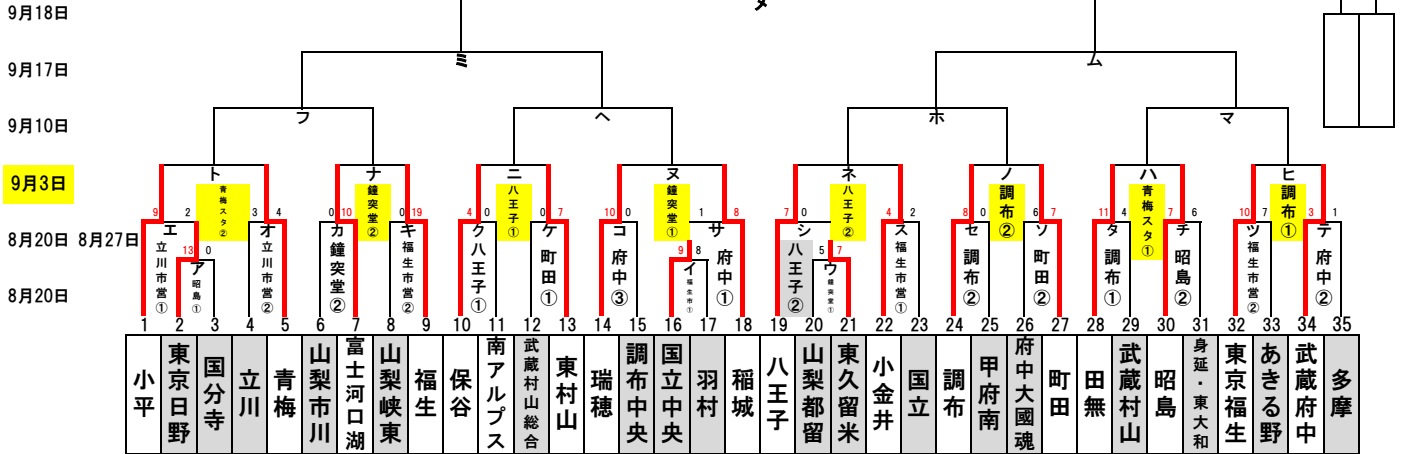 9月18日
メ
9月17日
ミ
ム
9月10日
フ
ヘ
ホ
マ
9月3日
ト
ナ
ニ
ヌ
ネ
ノ
ハ
ヒ
青梅スタ②
鐘突堂②
八王子①
鐘突堂①
八王子②
調布②
青梅スタ①
調布①
9 2 3 4 0 10 0 19 4 0 0 7 10 0 1 8 7 0 4 2 8 0 6 7 11 4 7 6 10 7 3 1
8月20日 8月27日
エ オ カ キ ク ケ コ サ シ ス セ ソ タ チ ツ テ
立川市営①
立川市営②
鐘突堂②
福生市営②
八王子①
町田①
府中③
府中①
八王子②
福生市営①
調布②
町田②
調布①
昭島②
福生市営②
府中②
13 0 9 8 5 7
ア イ ウ
昭島①
福生市①
鐘突堂①
8月20日
1 2 3 4 5 6 7 8 9 10 11 12 13 14 15 16 17 18 19 20 21 22 23 24 25 26 27 28 29 30 31 32 33 34 35
小平
東京日野
国分寺
立川
青梅
山梨市川
富士河口湖
山梨峡東
福生
保谷
南アルプス
武蔵村山総合
東村山
瑞穂
調布中央
国立中央
羽村
稲城
八王子
山梨都留
東久留米
小金井
国立
調布
甲府南
府中大國魂
町田
田無
武蔵村山
昭島
身延・東大和
東京福生
あきる野
武蔵府中
多摩